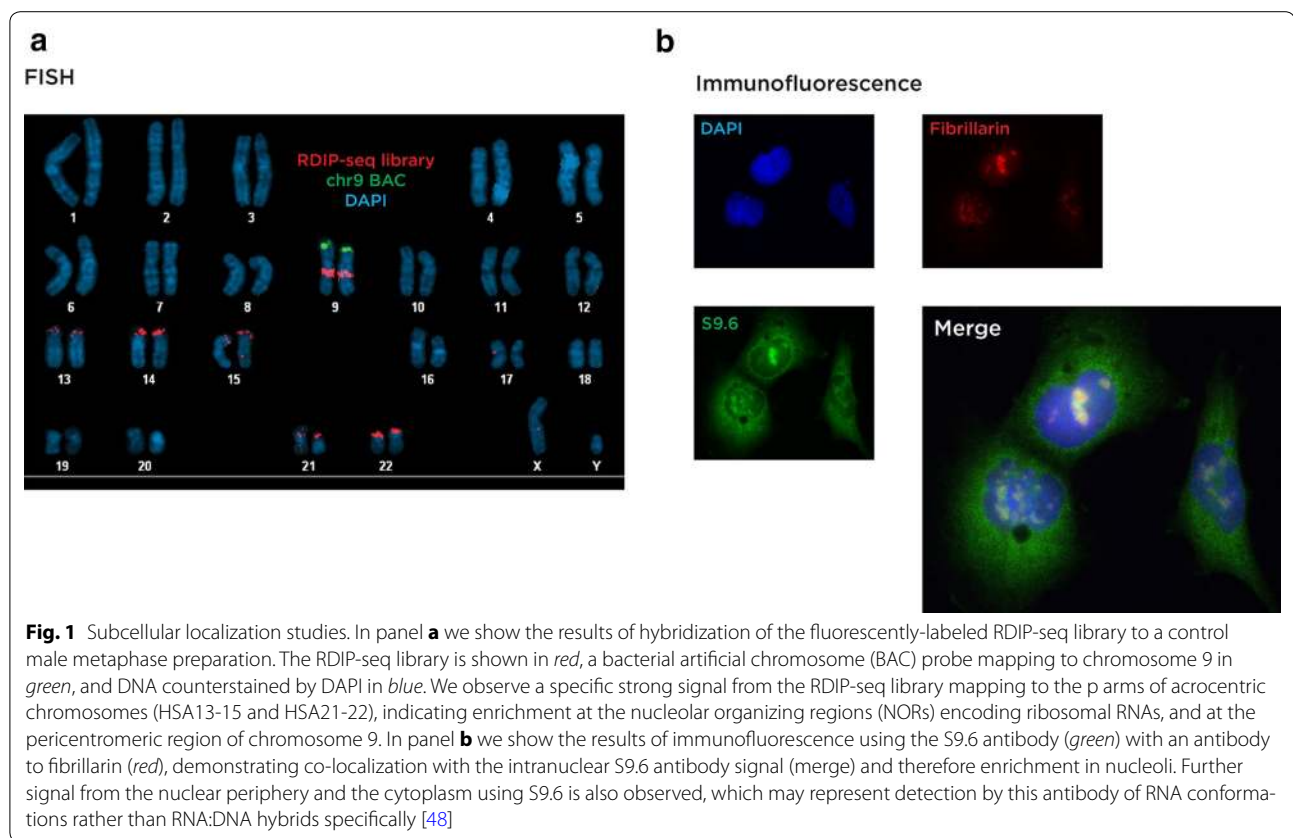 a
FISH
RDIP-seq library
chr9 BAC
DAPI
1 2 3 4 5
6 7 8 9 10 11 12
13 14 15 16 17 18
19 20 21 22 X Y
b
Immunofluorescence
DAPI
Fibrillarin
S9.6
Merge
Fig. 1 Subcellular localization studies. In panel a we show the results of hybridization of the fluorescently-labeled RDIP-seq library to a control
male metaphase preparation. The RDIP-seq library is shown in red, a bacterial artificial chromosome (BAC) probe mapping to chromosome 9 in
green, and DNA counterstained by DAPI in blue. We observe a specific strong signal from the RDIP-seq library mapping to the p arms of acrocentric
chromosomes (HSA13-15 and HSA21-22), indicating enrichment at the nucleolar organizing regions (NORs) encoding ribosomal RNAs, and at the
pericentromeric region of chromosome 9. In panel b we show the results of immunofluorescence using the S9.6 antibody (green) with an antibody
to fibrillarin (red), demonstrating co-localization with the intranuclear S9.6 antibody signal (merge) and therefore enrichment in nucleoli. Further
signal from the nuclear periphery and the cytoplasm using S9.6 is also observed, which may represent detection by this antibody of RNA conforma-
tions rather than RNA:DNA hybrids specifically [48]